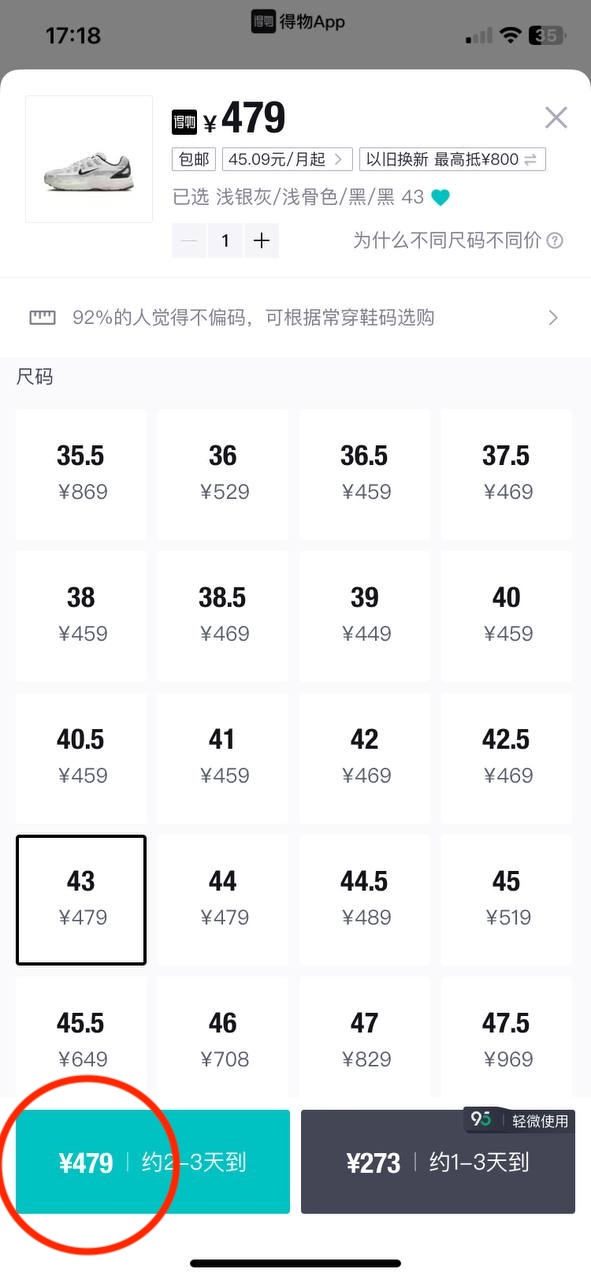 17:18
得物 得物App
35
得物 ¥479
包邮 45.09元/月起 以旧换新 最高抵¥800
已选 浅银灰/浅骨色/黑/黑 43
— 1 +
为什么不同尺码不同价 ?
92%的人觉得不偏码，可根据常穿鞋码选购
尺码
35.5 36 36.5 37.5
¥869 ¥529 ¥459 ¥469
38 38.5 39 40
¥459 ¥469 ¥449 ¥459
40.5 41 42 42.5
¥459 ¥459 ¥469 ¥469
43 44 44.5 45
¥479 ¥479 ¥489 ¥519
45.5 46 47 47.5
¥649 ¥708 ¥829 ¥969
95 轻微使用
¥479 约2-3天到 ¥273 约1-3天到